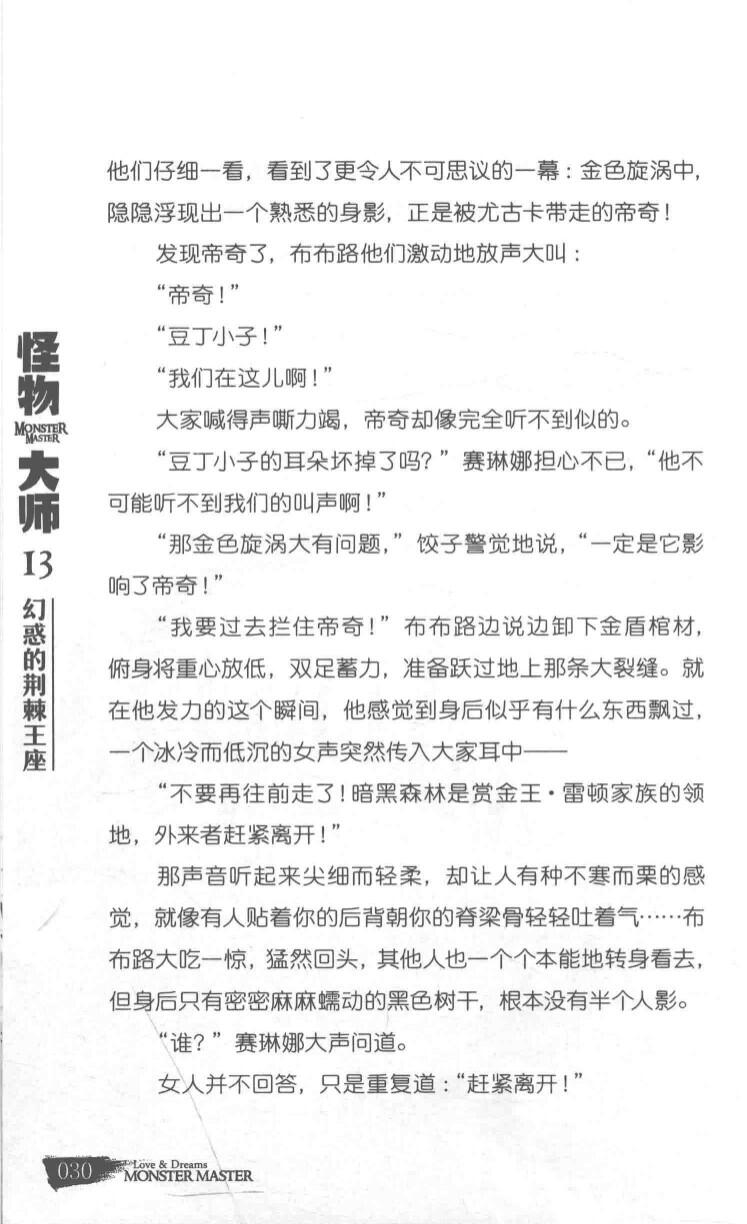 他们仔细一看，看到了更令人不可思议的一幕：金色旋涡中，
隐隐浮现出一个熟悉的身影，正是被尤古卡带走的帝奇！
发现帝奇了，布布路他们激动地放声大叫：
“帝奇！”
“豆丁小子！”
“我们在这儿啊！”
大家喊得声嘶力竭，帝奇却像完全听不到似的。
“豆丁小子的耳朵坏掉了吗？”赛琳娜担心不已，“他不
可能听不到我们的叫声啊！”
“那金色旋涡大有问题，”饺子警觉地说，“一定是它影
响了帝奇！”
“我要过去拦住帝奇！”布布路边说边卸下金盾棺材，
俯身将重心放低，双足蓄力，准备跃过地上那条大裂缝。就
在他发力的这个瞬间，他感觉到身后似乎有什么东西飘过，
一个冰冷而低沉的女声突然传入大家耳中——
“不要再往前走了！暗黑森林是赏金王·雷顿家族的领
地，外来者赶紧离开！”
那声音听起来尖细而轻柔，却让人有种不寒而栗的感
觉，就像有人贴着你的后背朝你的脊梁骨轻轻吐着气……布
布路大吃一惊，猛然回头，其他人也一个个本能地转身看去，
但身后只有密密麻麻蠕动的黑色树干，根本没有半个人影。
“谁？”赛琳娜大声问道。
女人并不回答，只是重复道：“赶紧离开！”
怪物
MONSTER
MASTER
大师
13
幻惑的荆棘王座
030
Love & Dreams
MONSTER MASTER